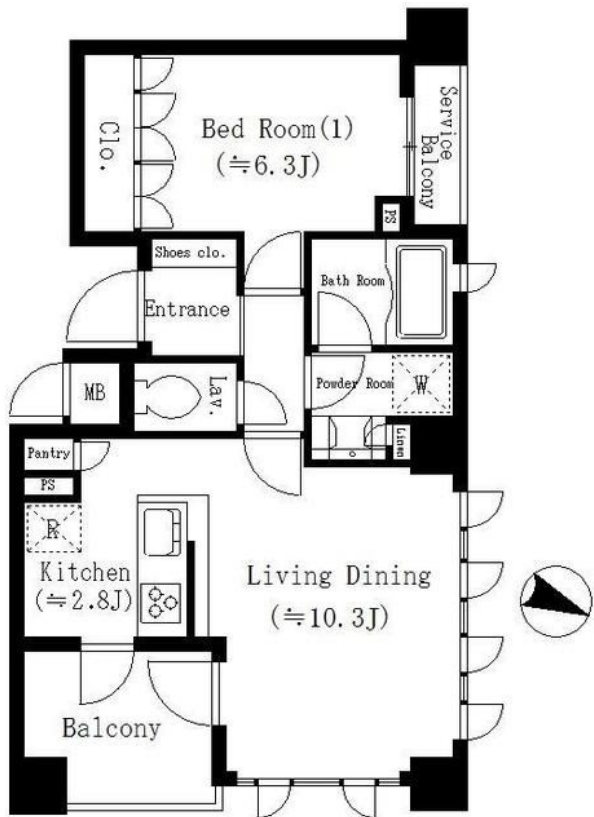 Bed Room(1)
(≒6.3J)
Clo.
Service
Balcony
PS
Shoes clo.
Entrance
Bath Room
MB
Lav.
Powder Room
W
Linen
Pantry
PS
R
Kitchen
(≒2.8J)
Living Dining
(≒10.3J)
Balcony